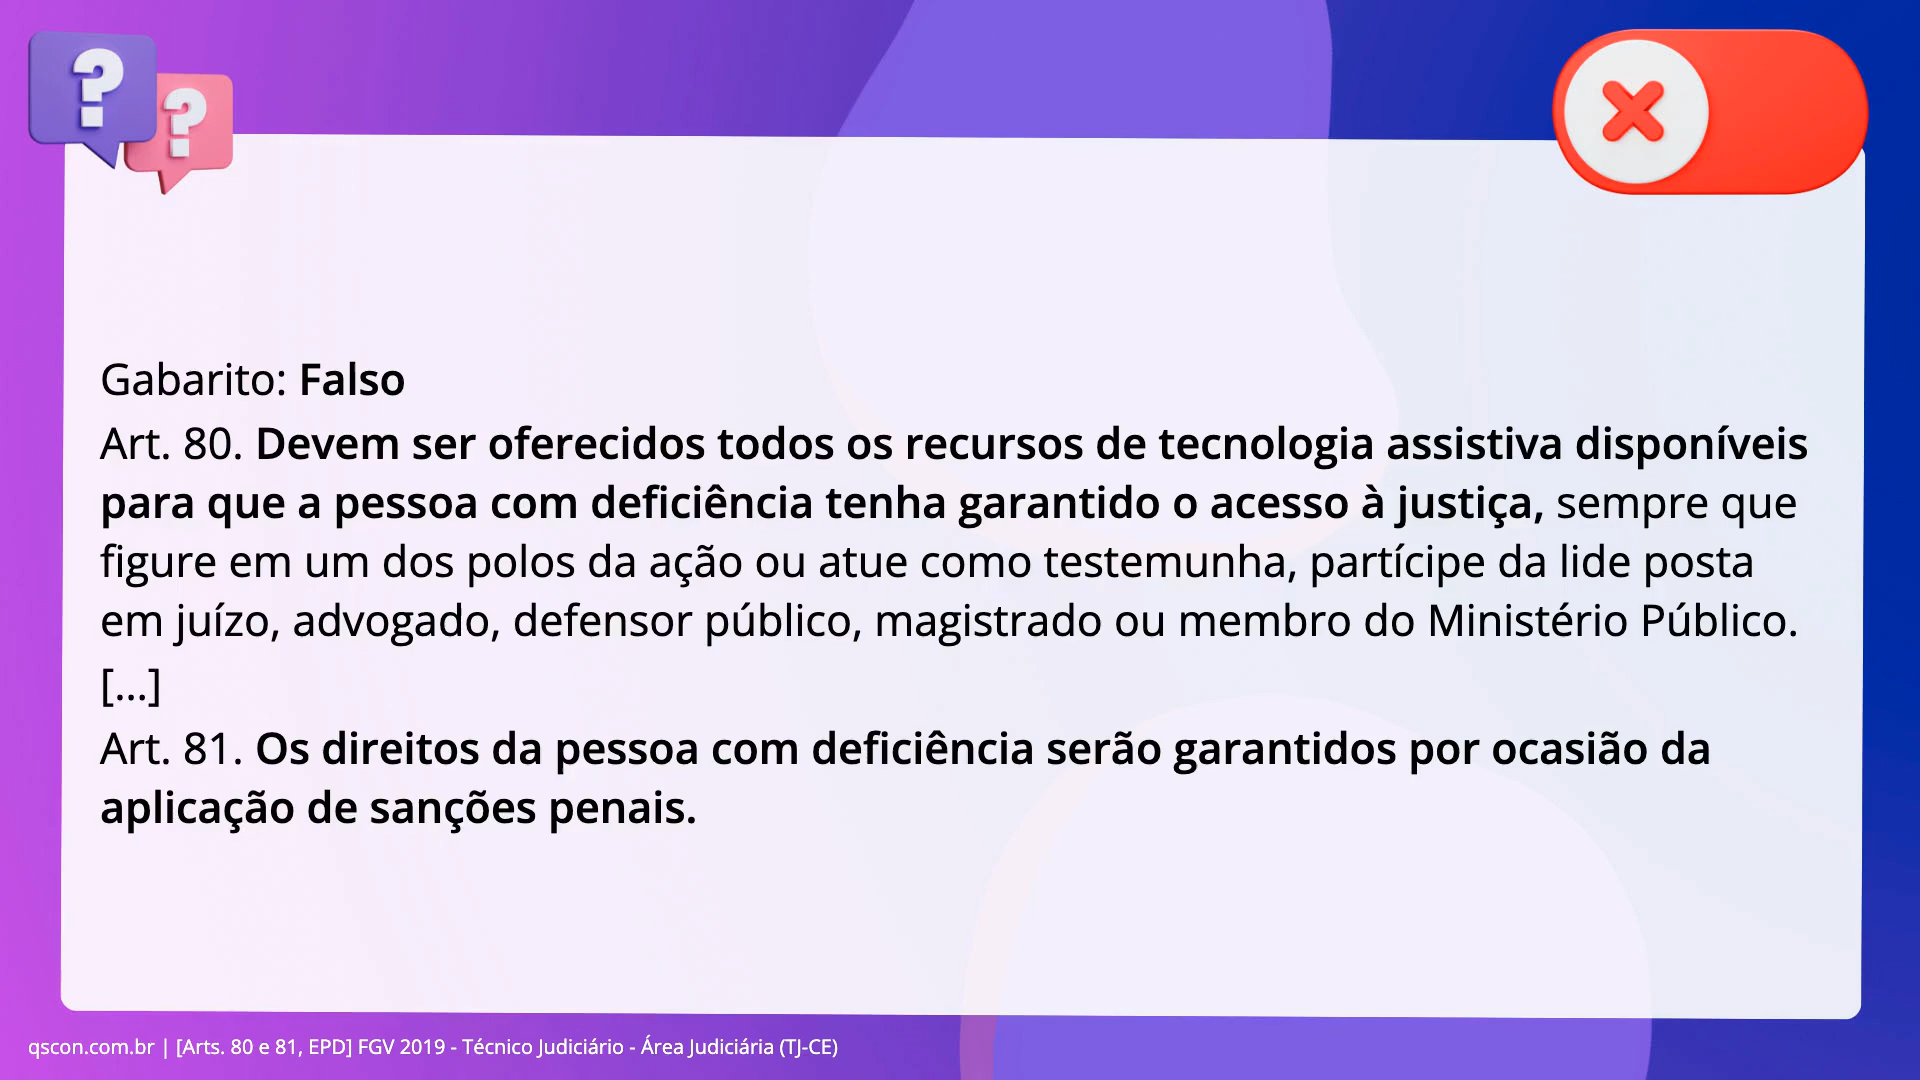 Gabarito: Falso
Art. 80. Devem ser oferecidos todos os recursos de tecnologia assistiva disponíveis
para que a pessoa com deficiência tenha garantido o acesso à justiça, sempre que
figure em um dos polos da ação ou atue como testemunha, partícipe da lide posta
em juízo, advogado, defensor público, magistrado ou membro do Ministério Público.
[...]
Art. 81. Os direitos da pessoa com deficiência serão garantidos por ocasião da
aplicação de sanções penais.
qscon.com.br | [Arts. 80 e 81, EPD] FGV 2019 - Técnico Judiciário - Área Judiciária (TJ-CE)